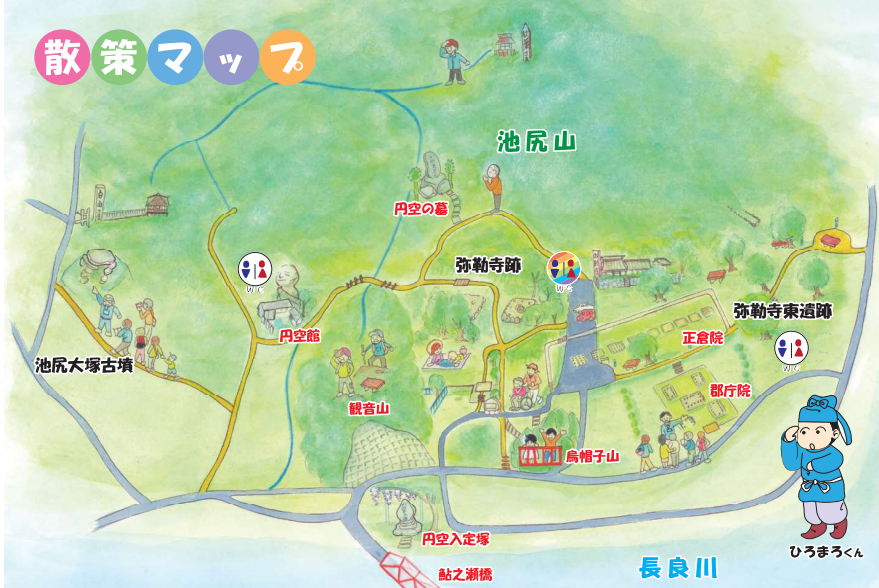 散策マップ
池尻山
円空の墓
弥勒寺跡
WC
WC
弥勒寺東遺跡
円空館
正倉院
WC
池尻大塚古墳
郡庁院
観音山
烏帽子山
円空入定塚
ひろまろくん
鮎之瀬橋
長良川